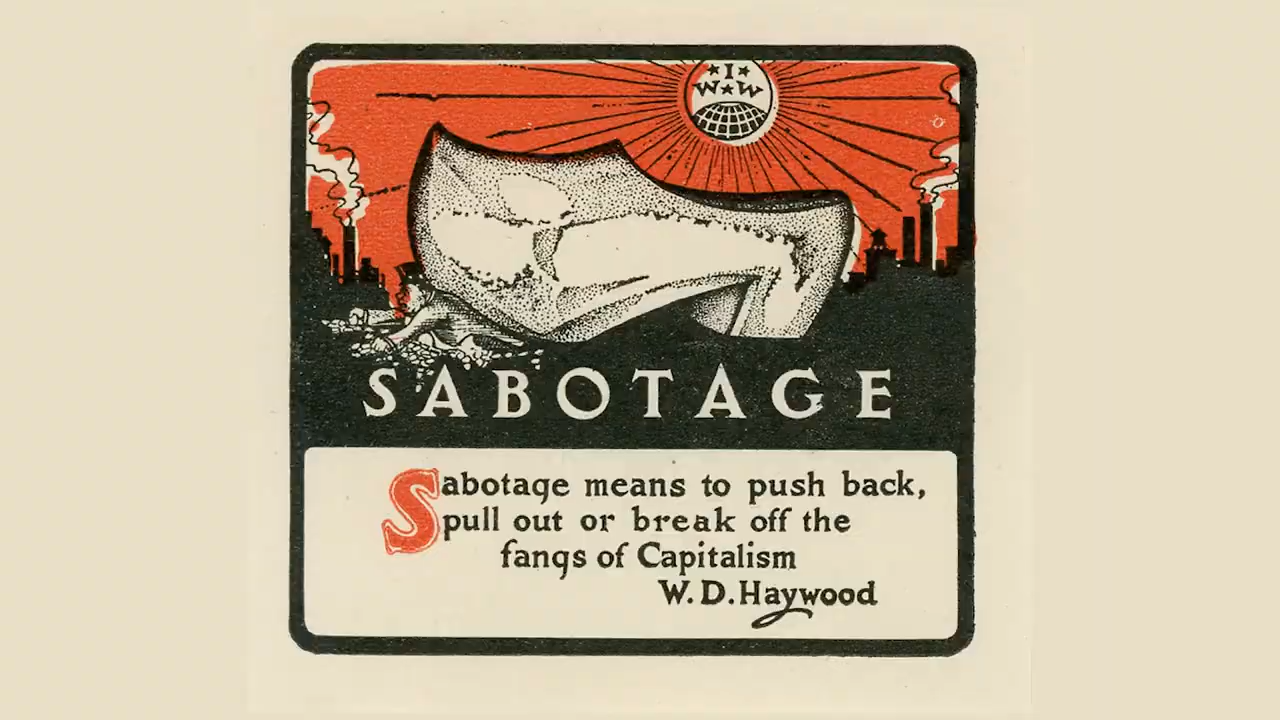 ★ I ★
W ★ W
SABOTAGE
Sabotage means to push back,
pull out or break off the
fangs of Capitalism
W. D. Haywood